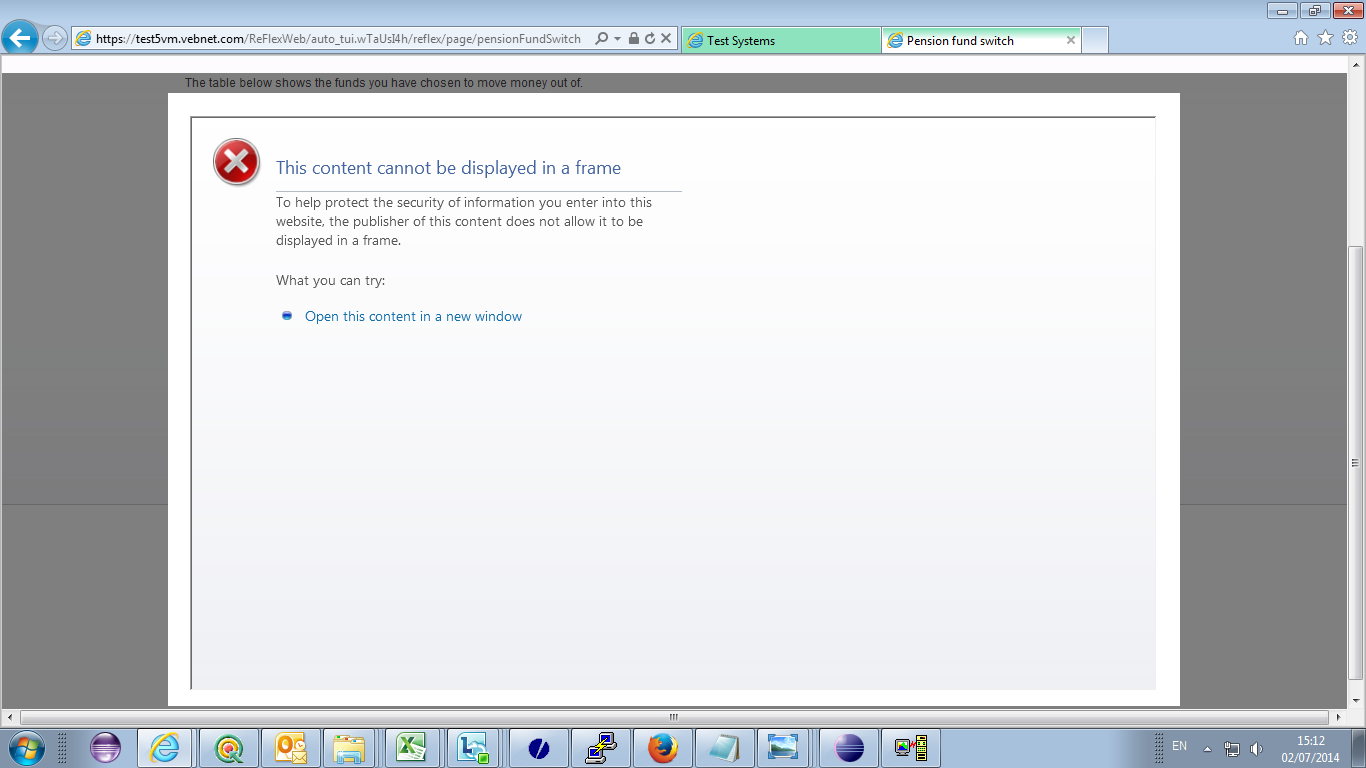 https://test5vm.vebnet.com/ReFlexWeb/auto_tui.wTaUsI4h/reflex/page/pensionFundSwitch
Test Systems
Pension fund switch
The table below shows the funds you have chosen to move money out of.
This content cannot be displayed in a frame
To help protect the security of information you enter into this
website, the publisher of this content does not allow it to be
displayed in a frame.
What you can try:
Open this content in a new window
EN
15:12
02/07/2014